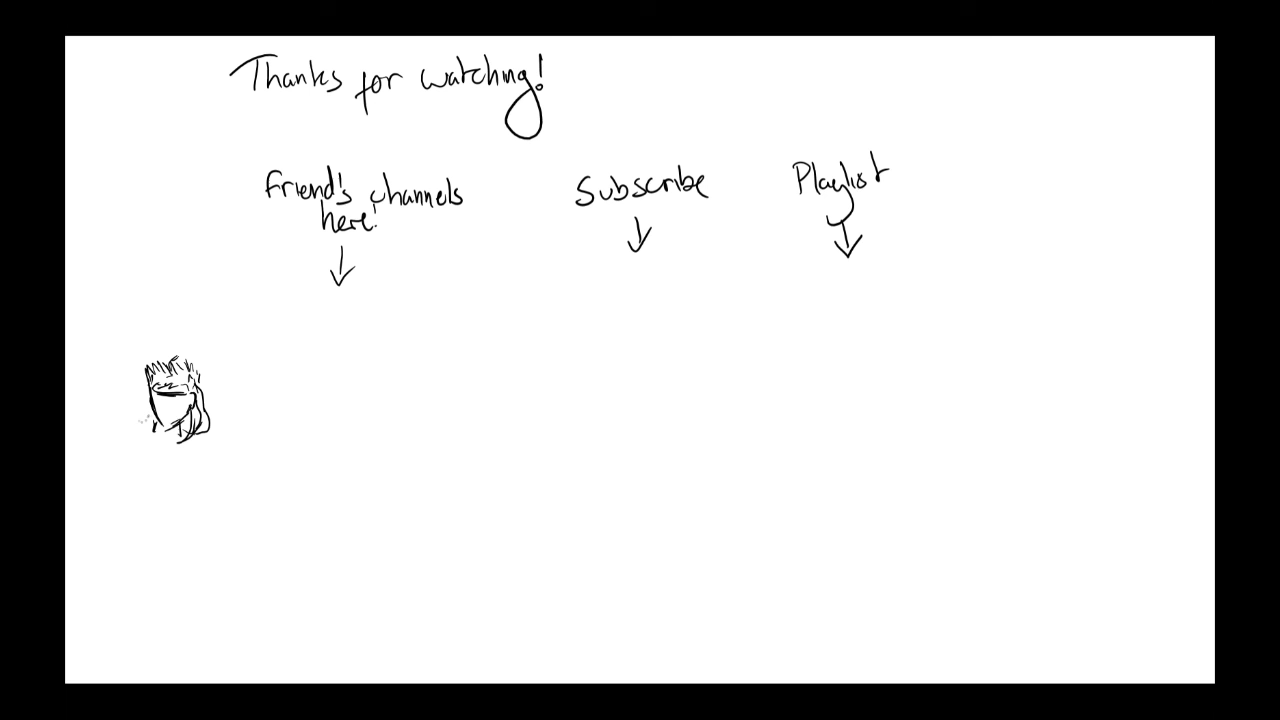 Thanks for watching!
Friend's channels
here!
Subscribe
Playlist